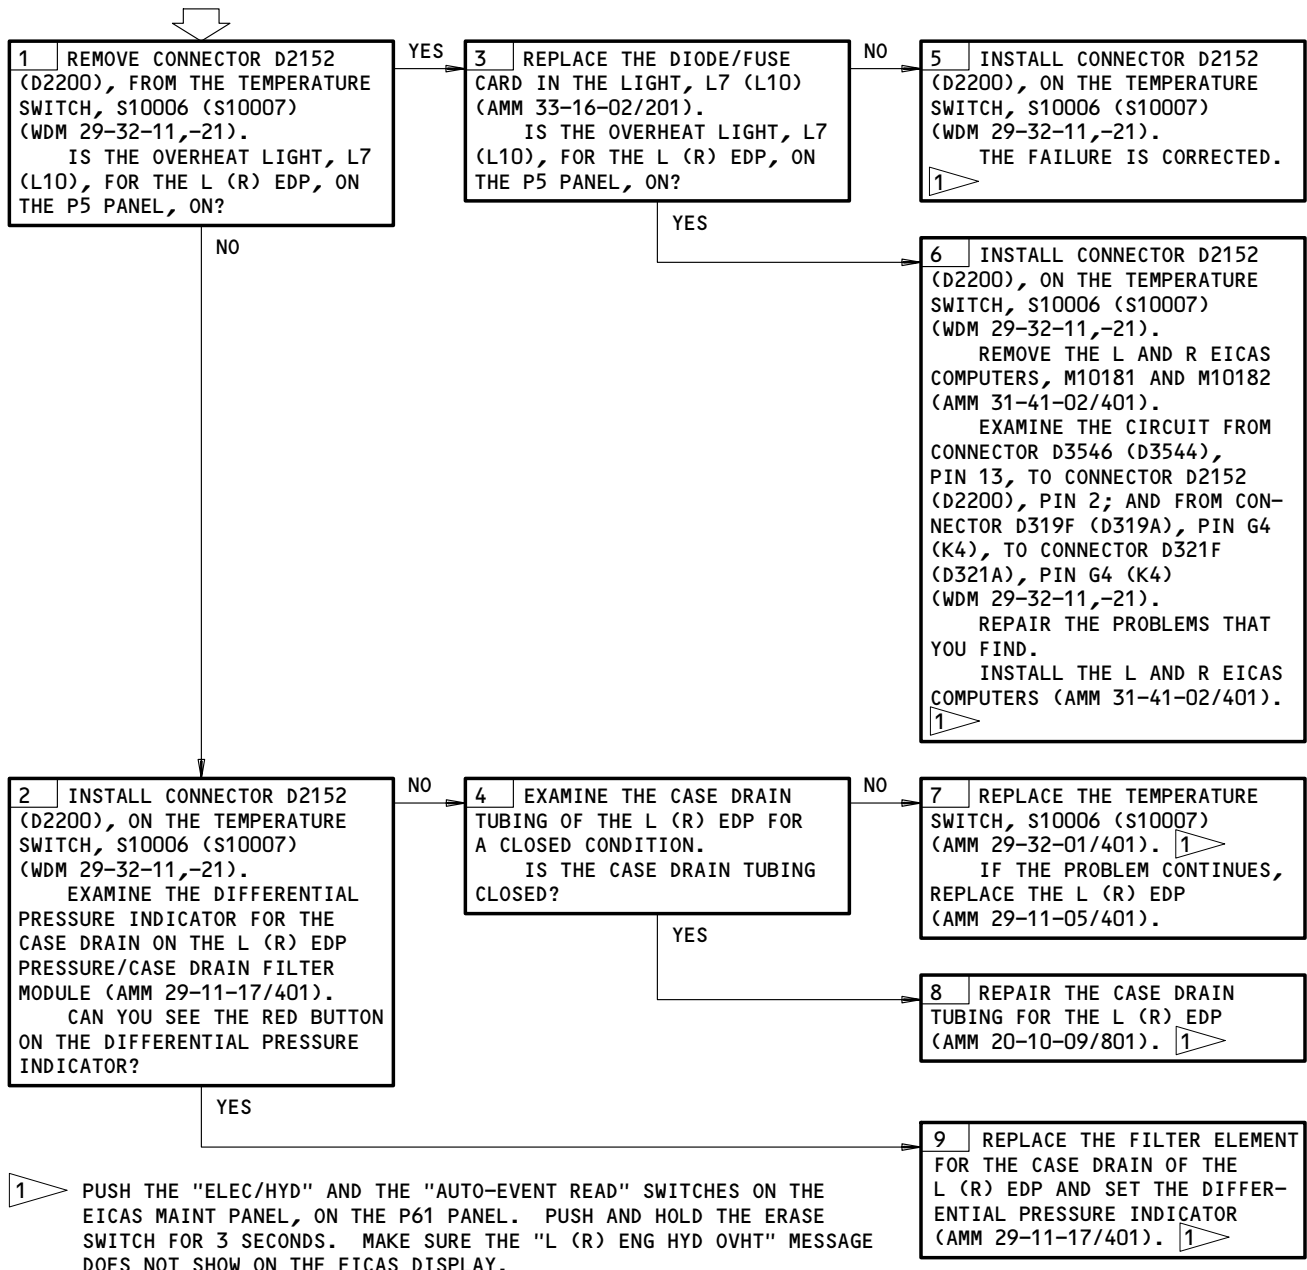 1 REMOVE CONNECTOR D2152
(D2200), FROM THE TEMPERATURE
SWITCH, S10006 (S10007)
(WDM 29-32-11,-21).
IS THE OVERHEAT LIGHT, L7
(L10), FOR THE L (R) EDP, ON
THE P5 PANEL, ON?
YES
NO
3 REPLACE THE DIODE/FUSE
CARD IN THE LIGHT, L7 (L10)
(AMM 33-16-02/201).
IS THE OVERHEAT LIGHT, L7
(L10), FOR THE L (R) EDP, ON
THE P5 PANEL, ON?
NO
YES
5 INSTALL CONNECTOR D2152
(D2200), ON THE TEMPERATURE
SWITCH, S10006 (S10007)
(WDM 29-32-11,-21).
THE FAILURE IS CORRECTED.
1
6 INSTALL CONNECTOR D2152
(D2200), ON THE TEMPERATURE
SWITCH, S10006 (S10007)
(WDM 29-32-11,-21).
REMOVE THE L AND R EICAS
COMPUTERS, M10181 AND M10182
(AMM 31-41-02/401).
EXAMINE THE CIRCUIT FROM
CONNECTOR D3546 (D3544),
PIN 13, TO CONNECTOR D2152
(D2200), PIN 2; AND FROM CON-
NECTOR D319F (D319A), PIN G4
(K4), TO CONNECTOR D321F
(D321A), PIN G4 (K4)
(WDM 29-32-11,-21).
REPAIR THE PROBLEMS THAT
YOU FIND.
INSTALL THE L AND R EICAS
COMPUTERS (AMM 31-41-02/401).
1
2 INSTALL CONNECTOR D2152
(D2200), ON THE TEMPERATURE
SWITCH, S10006 (S10007)
(WDM 29-32-11,-21).
EXAMINE THE DIFFERENTIAL
PRESSURE INDICATOR FOR THE
CASE DRAIN ON THE L (R) EDP
PRESSURE/CASE DRAIN FILTER
MODULE (AMM 29-11-17/401).
CAN YOU SEE THE RED BUTTON
ON THE DIFFERENTIAL PRESSURE
INDICATOR?
NO
YES
4 EXAMINE THE CASE DRAIN
TUBING OF THE L (R) EDP FOR
A CLOSED CONDITION.
IS THE CASE DRAIN TUBING
CLOSED?
NO
YES
7 REPLACE THE TEMPERATURE
SWITCH, S10006 (S10007)
(AMM 29-32-01/401). 1
IF THE PROBLEM CONTINUES,
REPLACE THE L (R) EDP
(AMM 29-11-05/401).
8 REPAIR THE CASE DRAIN
TUBING FOR THE L (R) EDP
(AMM 20-10-09/801). 1
9 REPLACE THE FILTER ELEMENT
FOR THE CASE DRAIN OF THE
L (R) EDP AND SET THE DIFFER-
ENTIAL PRESSURE INDICATOR
(AMM 29-11-17/401). 1
1 PUSH THE "ELEC/HYD" AND THE "AUTO-EVENT READ" SWITCHES ON THE
EICAS MAINT PANEL, ON THE P61 PANEL. PUSH AND HOLD THE ERASE
SWITCH FOR 3 SECONDS. MAKE SURE THE "L (R) ENG HYD OVHT" MESSAGE
DOES NOT SHOW ON THE EICAS DISPLAY.